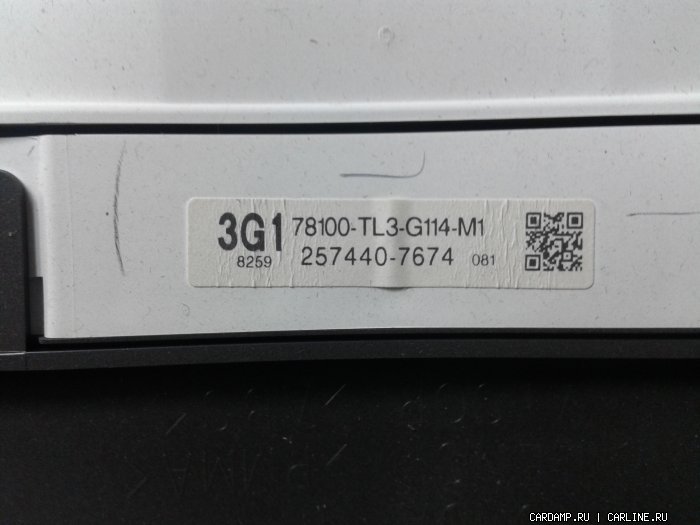 3G1 78100-TL3-G114-M1
8259 257440-7674 081
CARDAMP.RU | CARLINE.RU